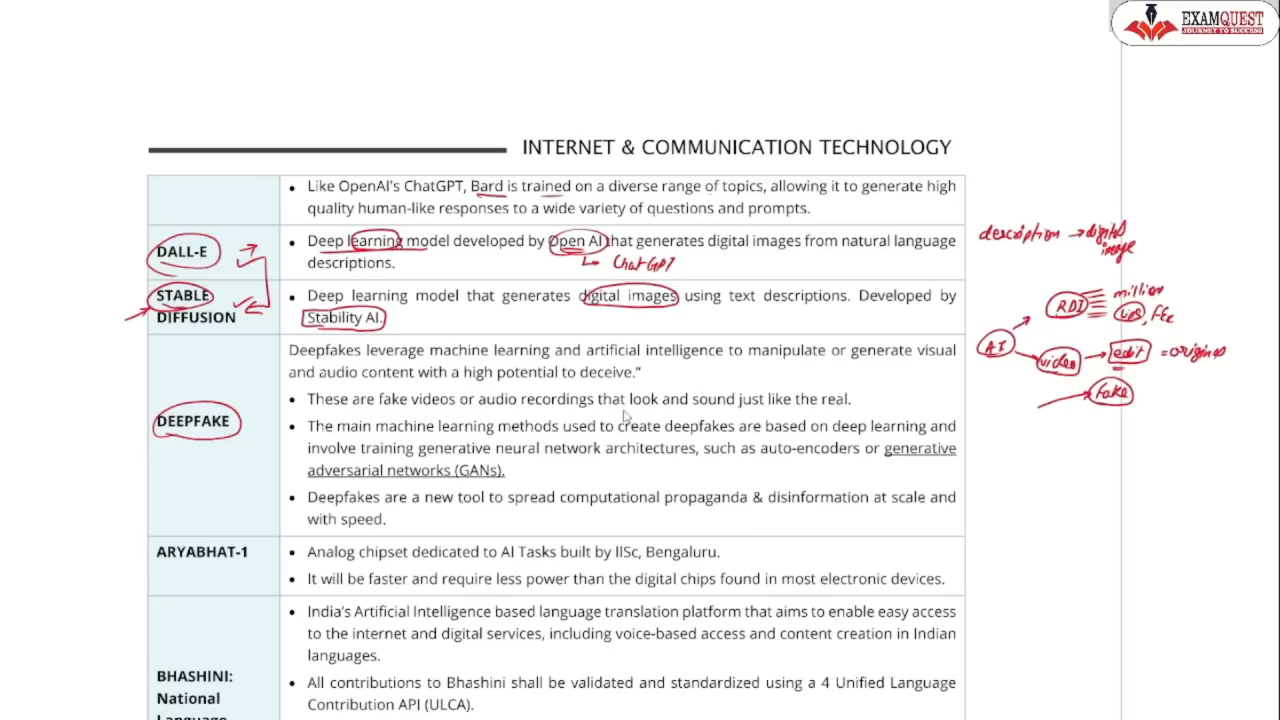 EXAMQUEST
JOURNEY TO SUCCESS
INTERNET & COMMUNICATION TECHNOLOGY
• Like OpenAI's ChatGPT, Bard is trained on a diverse range of topics, allowing it to generate high
quality human-like responses to a wide variety of questions and prompts.
DALL-E
• Deep learning model developed by Open AI that generates digital images from natural language
descriptions.
ChatGPT
STABLE
DIFFUSION
• Deep learning model that generates digital images using text descriptions. Developed by
Stability AI.
DEEPFAKE
Deepfakes leverage machine learning and artificial intelligence to manipulate or generate visual
and audio content with a high potential to deceive.”
• These are fake videos or audio recordings that look and sound just like the real.
• The main machine learning methods used to create deepfakes are based on deep learning and
involve training generative neural network architectures, such as auto-encoders or generative
adversarial networks (GANs).
• Deepfakes are a new tool to spread computational propaganda & disinformation at scale and
with speed.
ARYABHAT-1
• Analog chipset dedicated to AI Tasks built by IISc, Bengaluru.
• It will be faster and require less power than the digital chips found in most electronic devices.
BHASHINI:
National
Language
• India's Artificial Intelligence based language translation platform that aims to enable easy access
to the internet and digital services, including voice-based access and content creation in Indian
languages.
• All contributions to Bhashini shall be validated and standardized using a 4 Unified Language
Contribution API (ULCA).
description → digital
image
AI
RDJ
million
video → edit
Fake